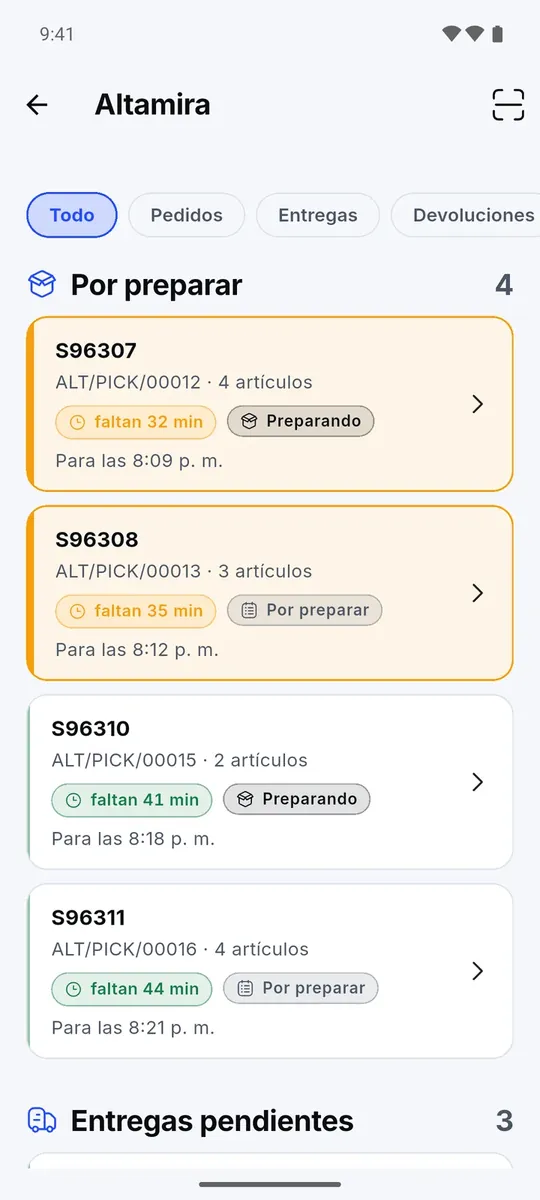 9:41
Altamira
Todo
Pedidos
Entregas
Devoluciones
Por preparar
4
S96307
ALT/PICK/00012 · 4 artículos
faltan 32 min
Preparando
Para las 8:09 p. m.
S96308
ALT/PICK/00013 · 3 artículos
faltan 35 min
Por preparar
Para las 8:12 p. m.
S96310
ALT/PICK/00015 · 2 artículos
faltan 41 min
Preparando
Para las 8:18 p. m.
S96311
ALT/PICK/00016 · 4 artículos
faltan 44 min
Por preparar
Para las 8:21 p. m.
Entregas pendientes
3